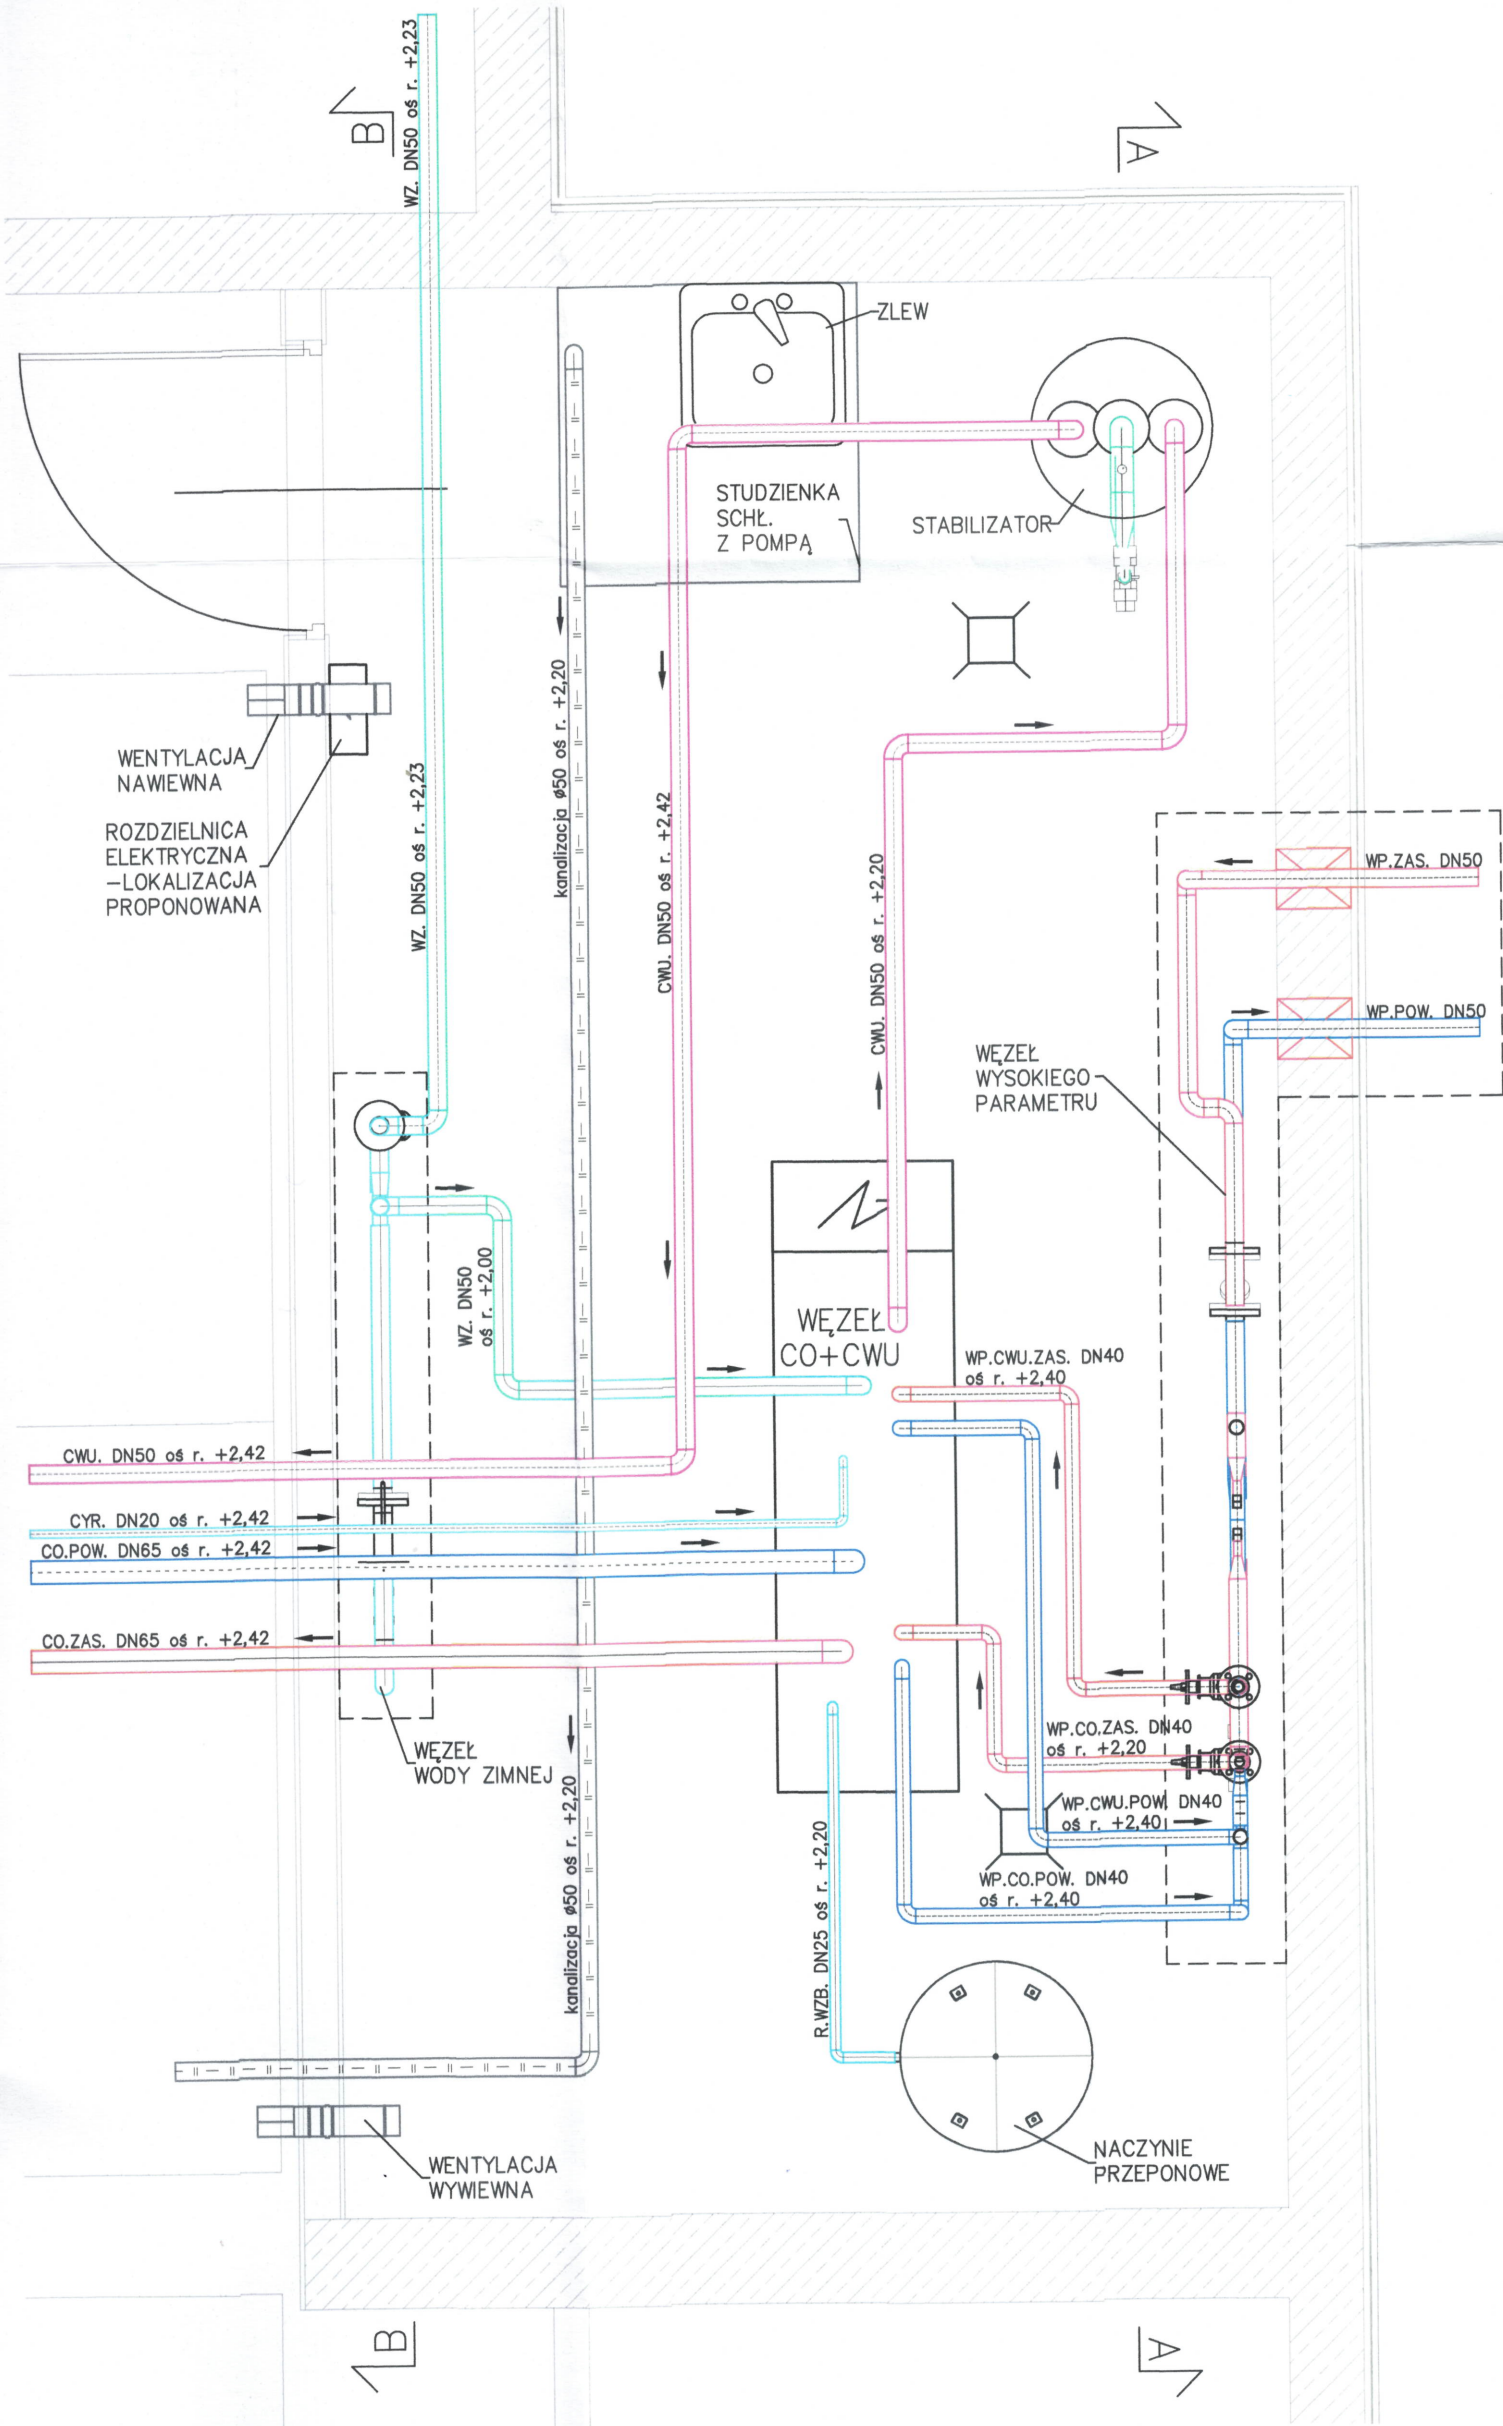 WZ. DN50 oś r. +2,23
B
A
ZLEW
STUDZIENKA
SCHŁ.
Z POMPĄ
STABILIZATOR
WENTYLACJA
NAWIEWNA
ROZDZIELNICA
ELEKTRYCZNA
-LOKALIZACJA
PROPONOWANA
WZ. DN50 oś r. +2,23
kanalizacja ø50 oś r. +2,20
CWU. DN50 oś r. +2,42
CWU. DN50 oś r. +2,20
WP.ZAS. DN50
WP.POW. DN50
WĘZEŁ
WYSOKIEGO
PARAMETRU
WZ. DN50
oś r. +2,00
WĘZEŁ
CO+CWU
WP.CWU.ZAS. DN40
oś r. +2,40
CWU. DN50 oś r. +2,42
CYR. DN20 oś r. +2,42
CO.POW. DN65 oś r. +2,42
CO.ZAS. DN65 oś r. +2,42
WĘZEŁ
WODY ZIMNEJ
WP.CO.ZAS. DN40
oś r. +2,20
WP.CWU.POW. DN40
oś r. +2,40
WP.CO.POW. DN40
oś r. +2,40
kanalizacja ø50 oś r. +2,20
R.WZB. DN25 oś r. +2,20
NACZYNIE
PRZEPONOWE
WENTYLACJA
WYWIEWNA
B
A